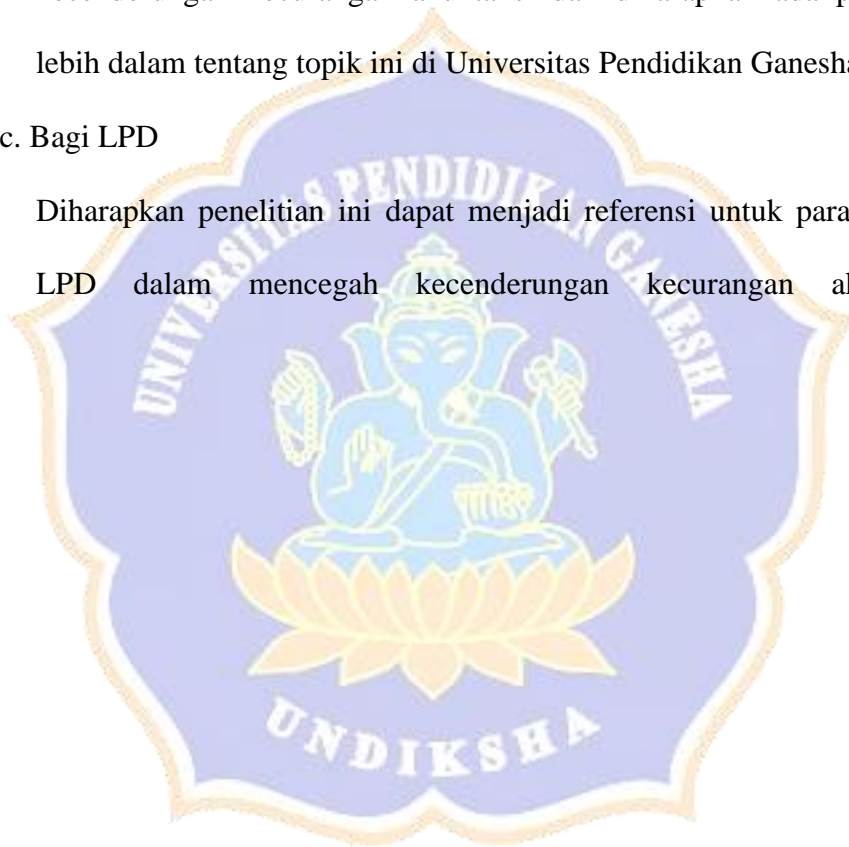 lebih dalam tentang topik ini di Universitas Pendidikan Ganesha
c. Bagi LPD
Diharapkan penelitian ini dapat menjadi referensi untuk para
LPD dalam mencegah kecenderungan kecurangan
UNIVERSITAS PENDIDIKAN GANESHA
UNDIKSHA